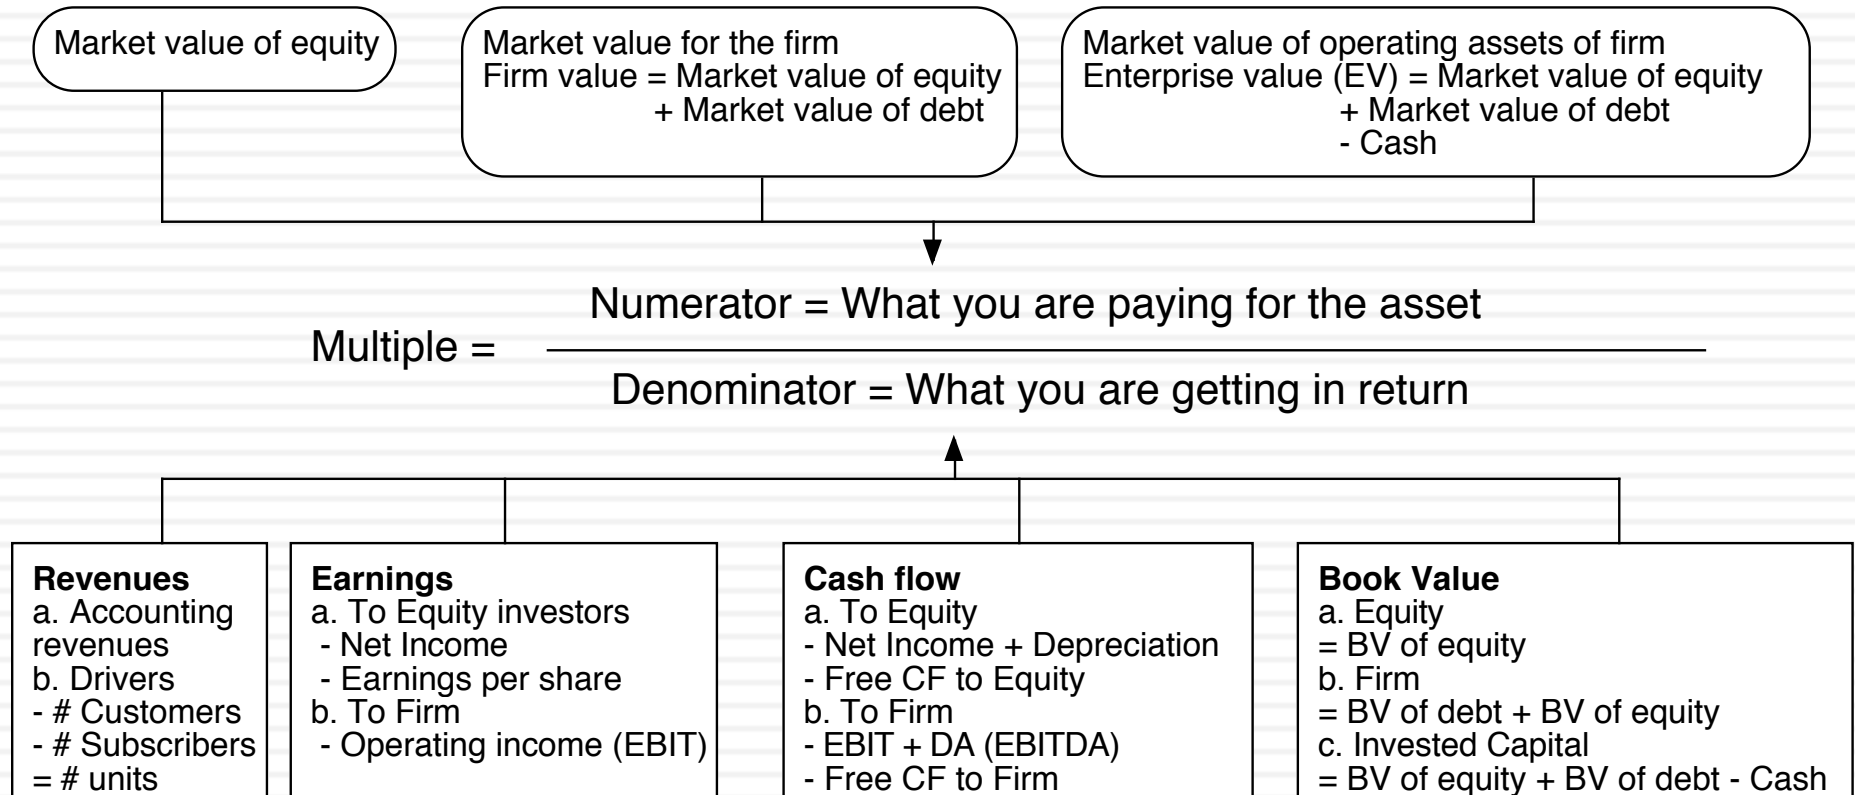 Market value of equity
Market value for the firm
Firm value = Market value of equity
+ Market value of debt
Market value of operating assets of firm
Enterprise value (EV) = Market value of equity
+ Market value of debt
- Cash
Numerator = What you are paying for the asset
Multiple =
Denominator = What you are getting in return
Revenues
a. Accounting
revenues
b. Drivers
- # Customers
- # Subscribers
= # units
Earnings
a. To Equity investors
- Net Income
- Earnings per share
b. To Firm
- Operating income (EBIT)
Cash flow
a. To Equity
- Net Income + Depreciation
- Free CF to Equity
b. To Firm
- EBIT + DA (EBITDA)
- Free CF to Firm
Book Value
a. Equity
= BV of equity
b. Firm
= BV of debt + BV of equity
c. Invested Capital
= BV of equity + BV of debt - Cash